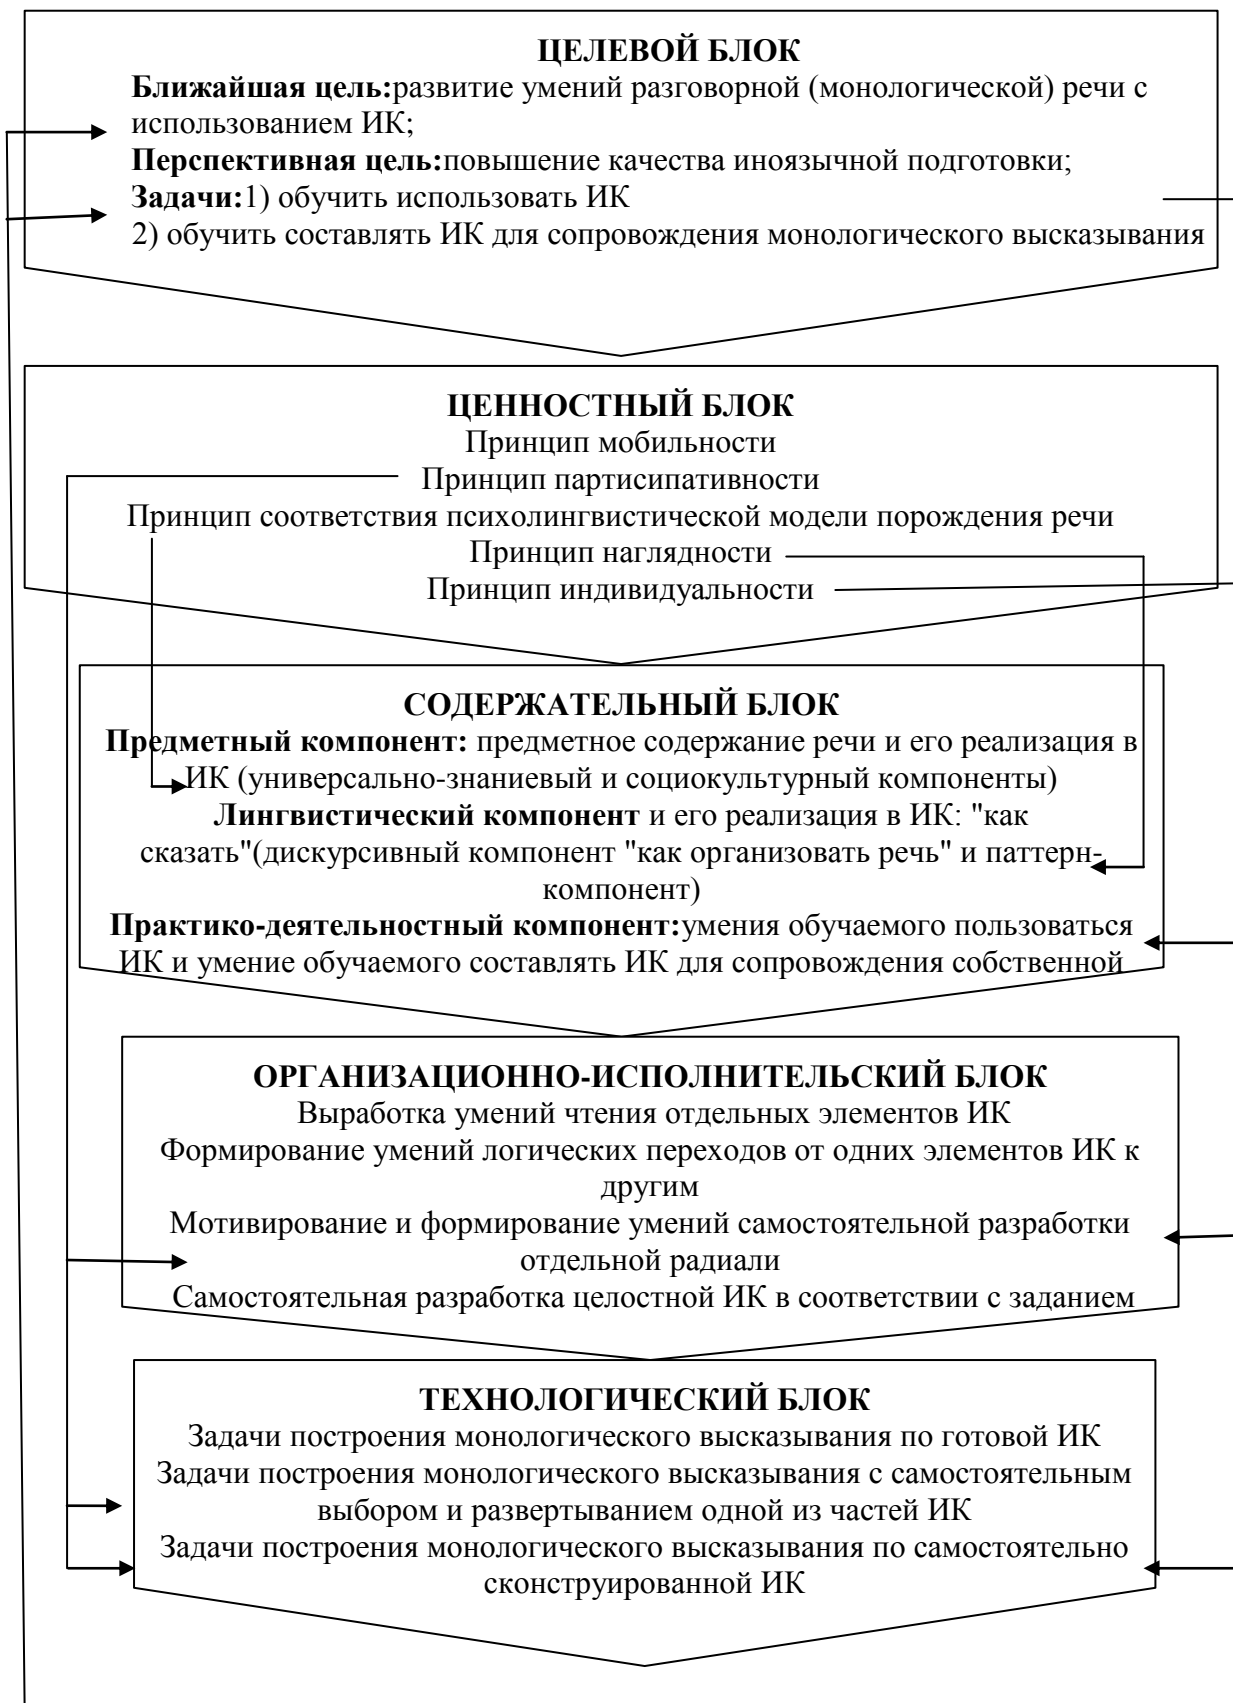 ЦЕЛЕВОЙ БЛОК
Ближайшая цель:развитие умений разговорной (монологической) речи с
использованием ИК;
Перспективная цель:повышение качества иноязычной подготовки;
Задачи:1) обучить использовать ИК
2) обучить составлять ИК для сопровождения монологического высказывания
ЦЕННОСТНЫЙ БЛОК
Принцип мобильности
Принцип партисипативности
Принцип соответствия психолингвистической модели порождения речи
Принцип наглядности
Принцип индивидуальности
СОДЕРЖАТЕЛЬНЫЙ БЛОК
Предметный компонент: предметное содержание речи и его реализация в
ИК (универсально-знаниевый и социокультурный компоненты)
Лингвистический компонент и его реализация в ИК: "как
сказать"(дискурсивный компонент "как организовать речь" и паттерн-
компонент)
Практико-деятельностный компонент:умения обучаемого пользоваться
ИК и умение обучаемого составлять ИК для сопровождения собственной
ОРГАНИЗАЦИОННО-ИСПОЛНИТЕЛЬСКИЙ БЛОК
Выработка умений чтения отдельных элементов ИК
Формирование умений логических переходов от одних элементов ИК к
другим
Мотивирование и формирование умений самостоятельной разработки
отдельной радиали
Самостоятельная разработка целостной ИК в соответствии с заданием
ТЕХНОЛОГИЧЕСКИЙ БЛОК
Задачи построения монологического высказывания по готовой ИК
Задачи построения монологического высказывания с самостоятельным
выбором и развертыванием одной из частей ИК
Задачи построения монологического высказывания по самостоятельно
сконструированной ИК